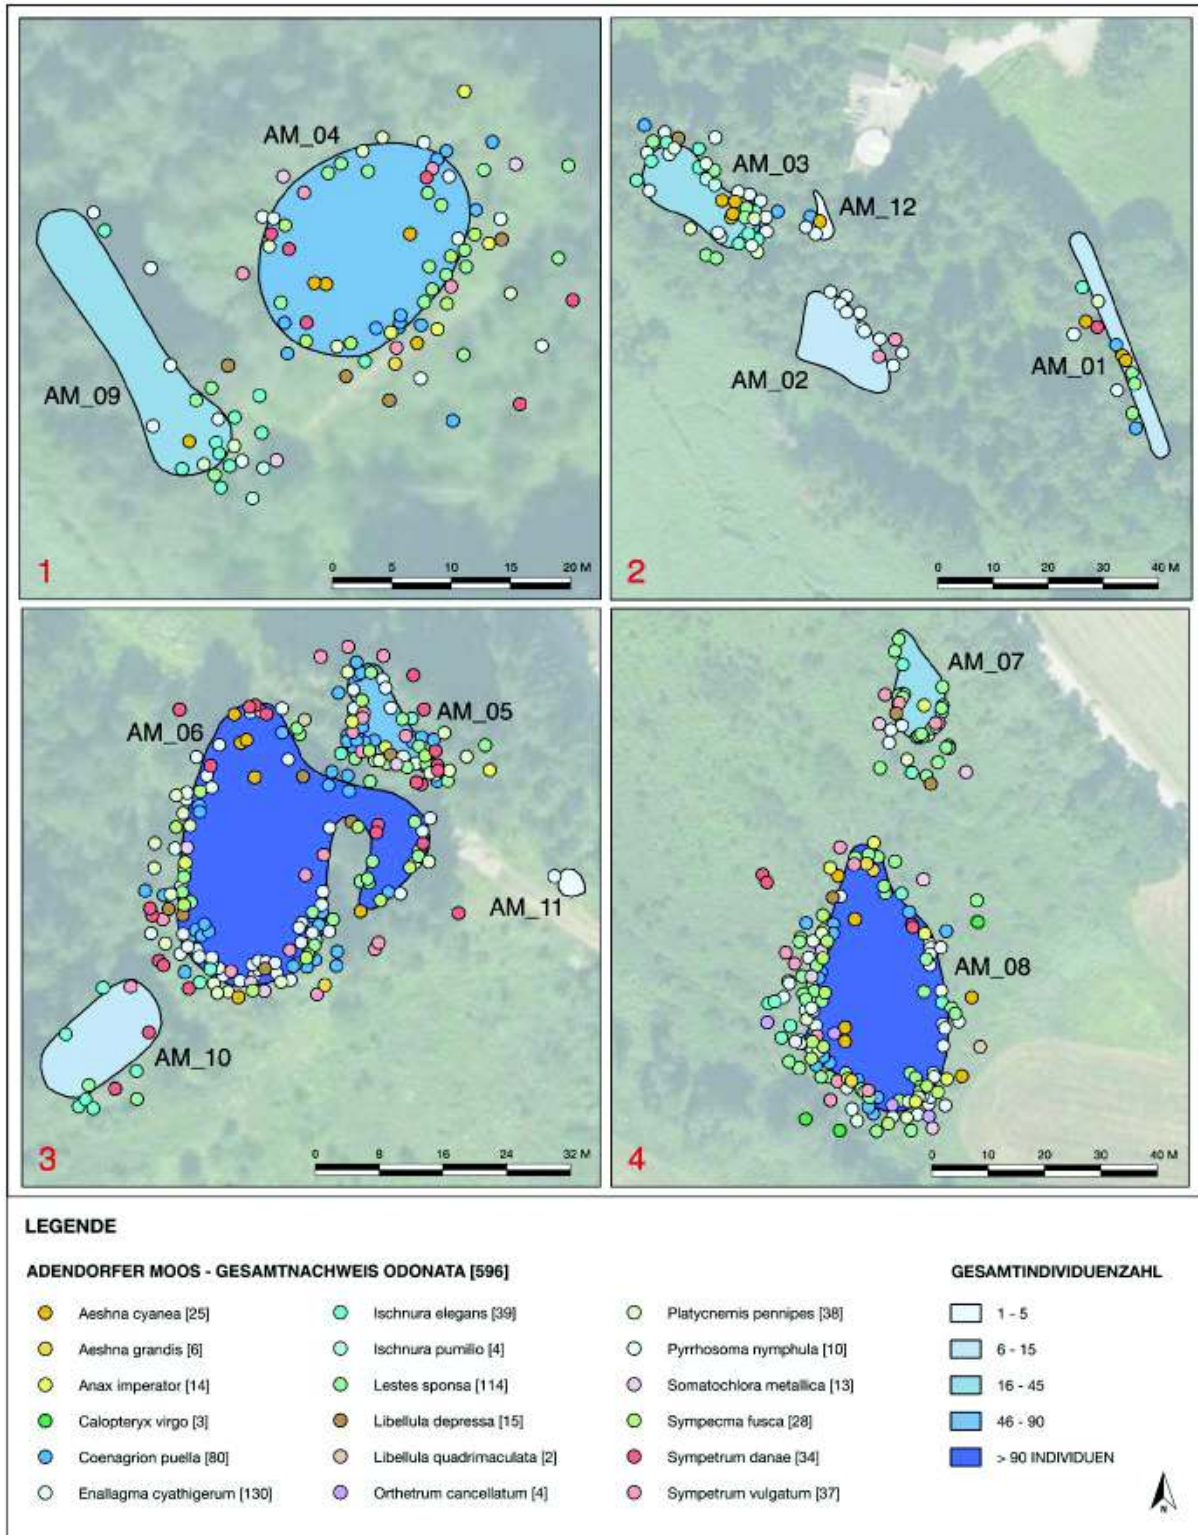 AM_04
AM_09
1
0 5 10 15 20 M
AM_03
AM_12
AM_02
AM_01
2
0 10 20 30 40 M
AM_05
AM_06
AM_11
AM_10
3
0 8 16 24 32 M
AM_07
AM_08
4
0 10 20 30 40 M
LEGENDE
ADENDORFER MOOS - GESAMTNACHWEIS ODONATA [596]
Aeshna cyanea [25]
Aeshna grandis [6]
Anax imperator [14]
Calopteryx virgo [3]
Coenagrion puella [80]
Enallagma cyathigerum [130]
Ischnura elegans [39]
Ischnura pumilio [4]
Lestes sponsa [114]
Libellula depressa [15]
Libellula quadrimaculata [2]
Orthetrum cancellatum [4]
Platycnemis pennipes [38]
Pyrrhosoma nymphula [10]
Somatochlora metallica [13]
Sympecma fusca [28]
Sympetrum danae [34]
Sympetrum vulgatum [37]
GESAMTINDIVIDUENZAHL
1 - 5
6 - 15
16 - 45
46 - 90
> 90 INDIVIDUEN